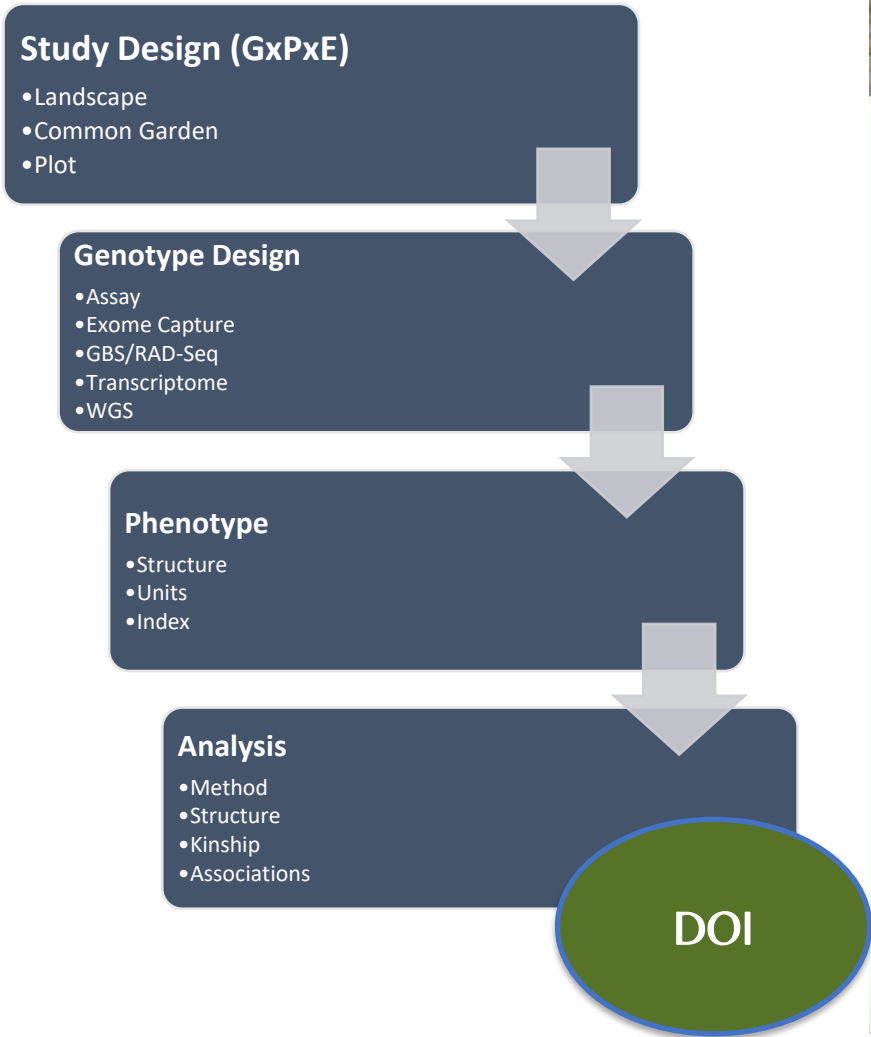 Study Design (GxPxE)
•Landscape
•Common Garden
•Plot
Genotype Design
•Assay
•Exome Capture
•GBS/RAD-Seq
•Transcriptome
•WGS
Phenotype
•Structure
•Units
•Index
Analysis
•Method
•Structure
•Kinship
•Associations
DOI